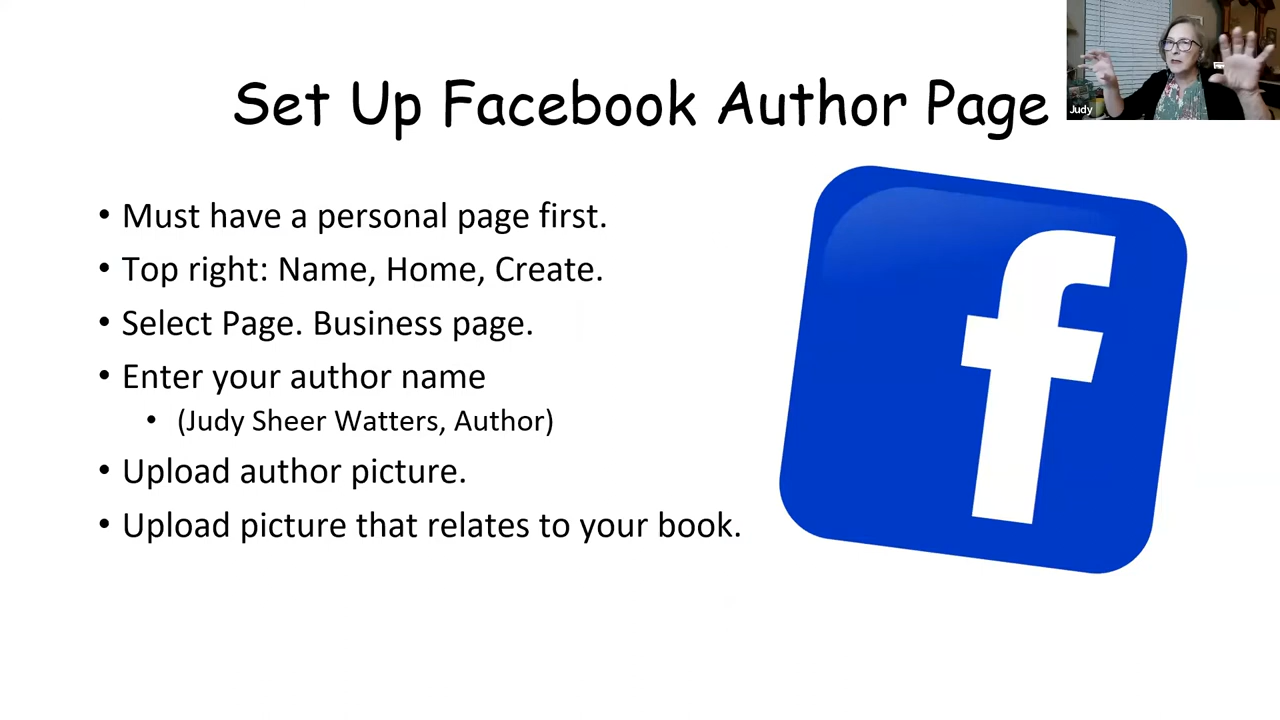 Set Up Facebook Author Page
Judy
• Must have a personal page first.
• Top right: Name, Home, Create.
• Select Page. Business page.
• Enter your author name
• (Judy Sheer Watters, Author)
• Upload author picture.
• Upload picture that relates to your book.
f